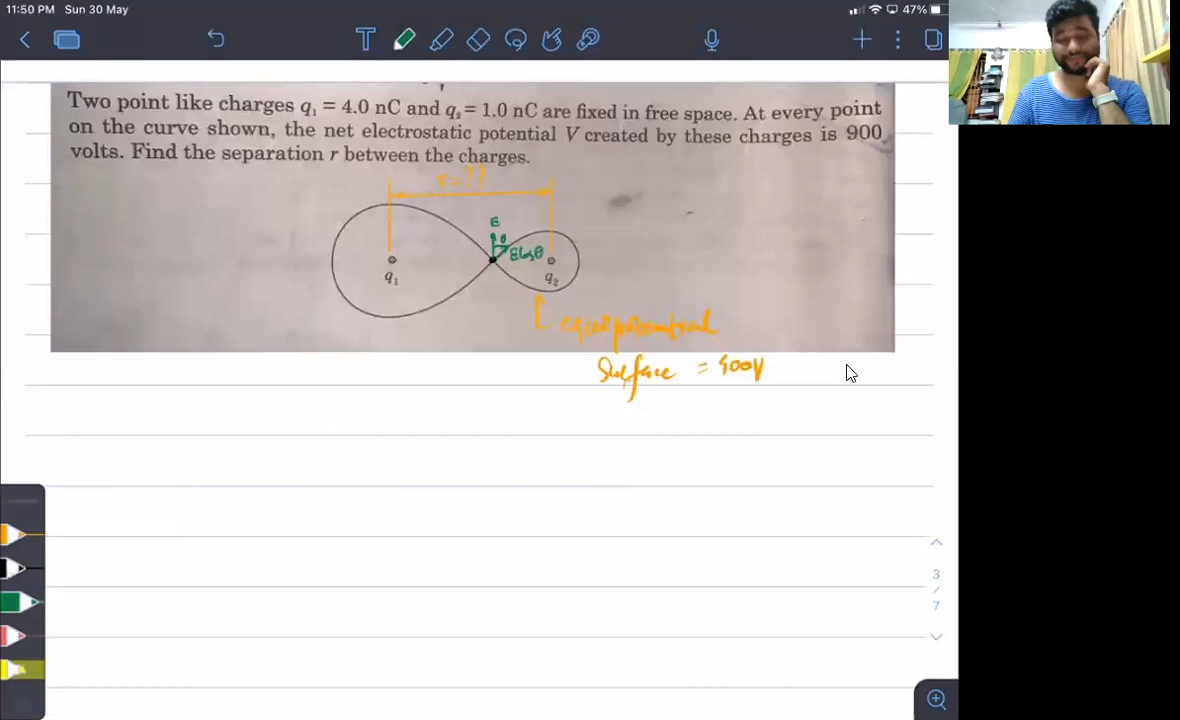 11:50 PM Sun 30 May
47%
Two point like charges q₁ = 4.0 nC and q₂ = 1.0 nC are fixed in free space. At every point
on the curve shown, the net electrostatic potential V created by these charges is 900
volts. Find the separation r between the charges.
r = ??
E
θ
Ecosθ
q₁
q₂
equipotential
Surface = 900V
3
/
7